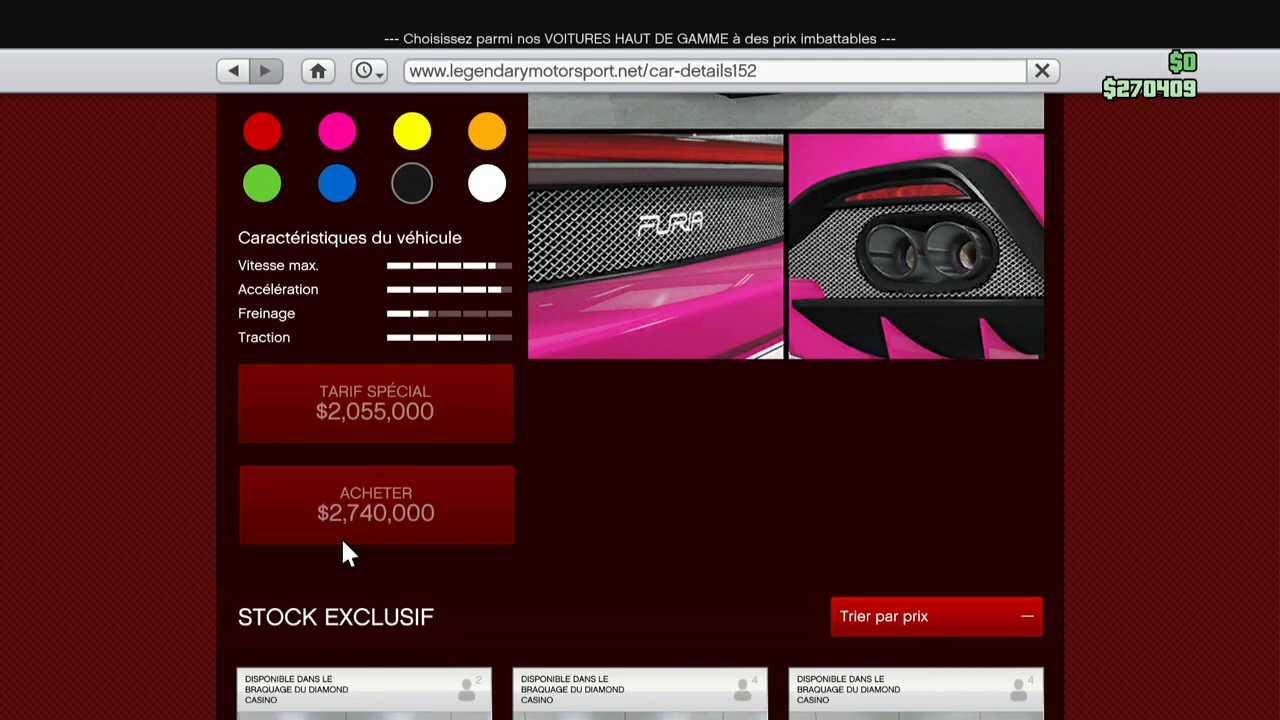 --- Choisissez parmi nos VOITURES HAUT DE GAMME à des prix imbattables ---
www.legendarymotorsport.net/car-details152
$0
$270409
FURIA
Caractéristiques du véhicule
Vitesse max.
Accélération
Freinage
Traction
TARIF SPÉCIAL
$2,055,000
ACHETER
$2,740,000
STOCK EXCLUSIF
Trier par prix
DISPONIBLE DANS LE
BRAQUAGE DU DIAMOND
CASINO
2
DISPONIBLE DANS LE
BRAQUAGE DU DIAMOND
CASINO
4
DISPONIBLE DANS LE
BRAQUAGE DU DIAMOND
CASINO
4